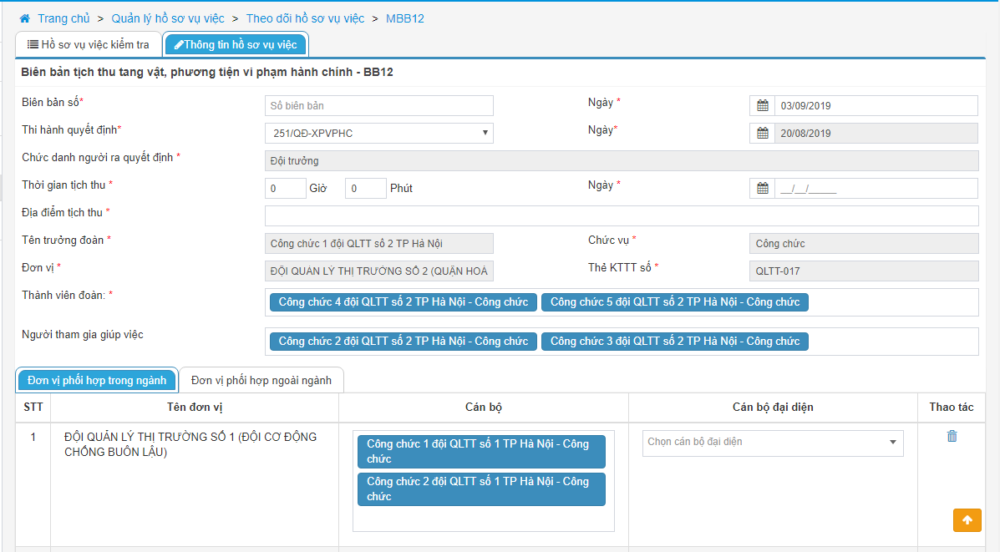 Trang chủ > Quản lý hồ sơ vụ việc > Theo dõi hồ sơ vụ việc > MBB12
Hồ sơ vụ việc kiểm tra Thông tin hồ sơ vụ việc
Biên bản tịch thu tang vật, phương tiện vi phạm hành chính - BB12
Biên bản số* Số biên bản Ngày * 03/09/2019
Thi hành quyết định* 251/QĐ-XPVPHC Ngày* 20/08/2019
Chức danh người ra quyết định * Đội trưởng
Thời gian tịch thu * 0 Giờ 0 Phút Ngày * __/__/____
Địa điểm tịch thu *
Tên trưởng đoàn * Công chức 1 đội QLTT số 2 TP Hà Nội Chức vụ * Công chức
Đơn vị * ĐỘI QUẢN LÝ THỊ TRƯỜNG SỐ 2 (QUẬN HOÀ Thẻ KTTT số * QLTT-017
Thành viên đoàn: * Công chức 4 đội QLTT số 2 TP Hà Nội - Công chức Công chức 5 đội QLTT số 2 TP Hà Nội - Công chức
Người tham gia giúp việc Công chức 2 đội QLTT số 2 TP Hà Nội - Công chức Công chức 3 đội QLTT số 2 TP Hà Nội - Công chức
Đơn vị phối hợp trong ngành Đơn vị phối hợp ngoài ngành
STT Tên đơn vị Cán bộ Cán bộ đại diện Thao tác
1 ĐỘI QUẢN LÝ THỊ TRƯỜNG SỐ 1 (ĐỘI CƠ ĐỘNG
CHỐNG BUÔN LẬU)
Công chức 1 đội QLTT số 1 TP Hà Nội - Công
chức
Công chức 2 đội QLTT số 1 TP Hà Nội - Công
chức
Chọn cán bộ đại diện